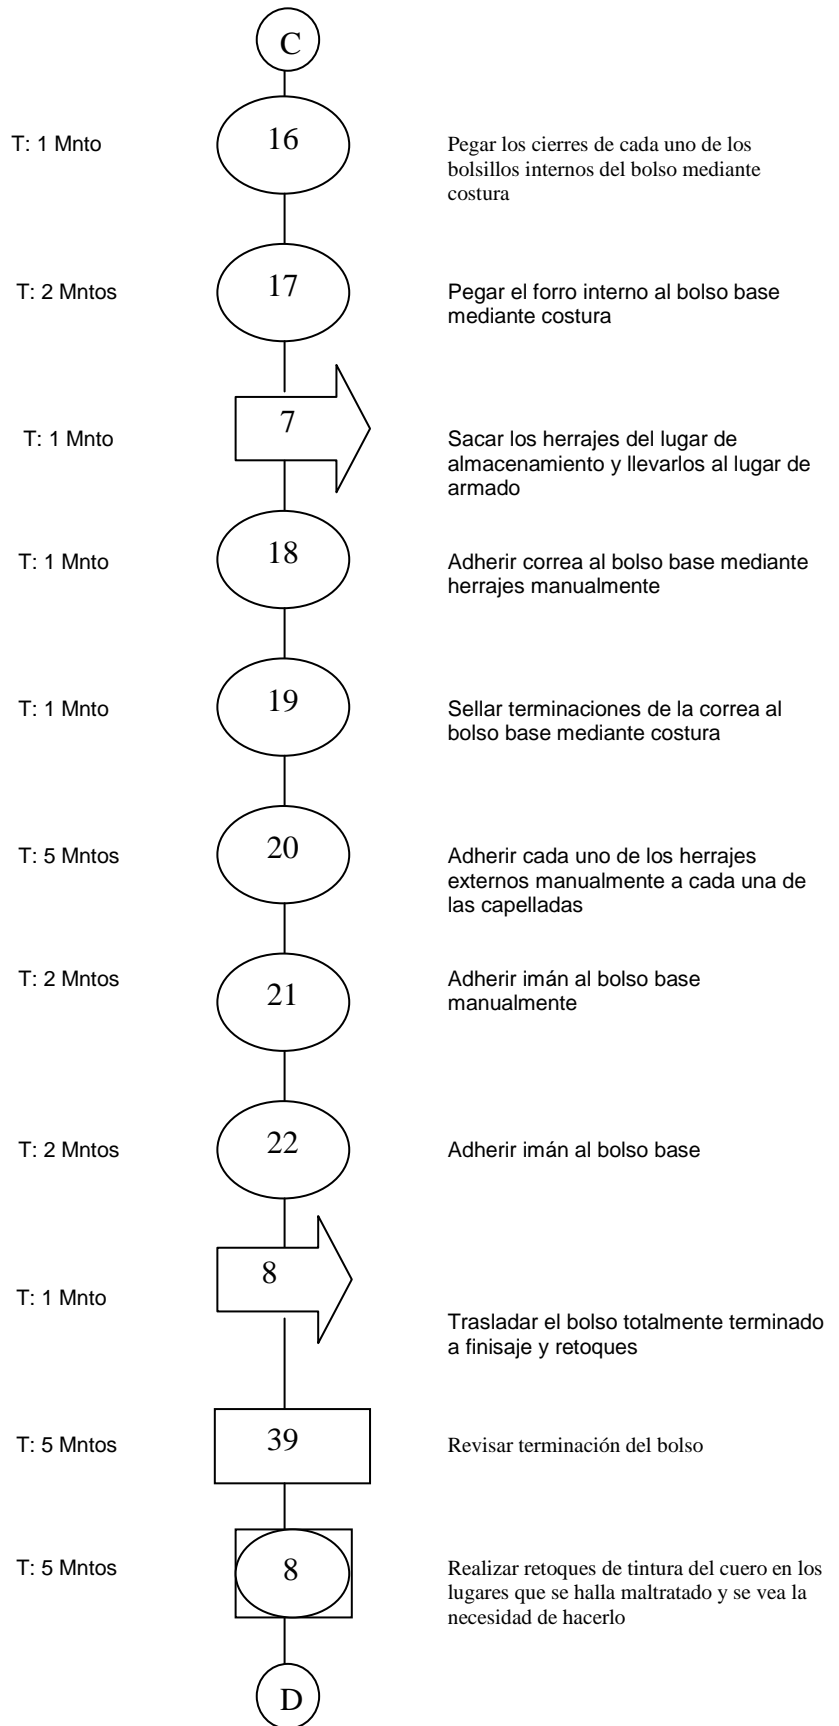 C
T: 1 Mnto
16
Pegar los cierres de cada uno de los
bolsillos internos del bolso mediante
costura
T: 2 Mntos
17
Pegar el forro interno al bolso base
mediante costura
T: 1 Mnto
7
Sacar los herrajes del lugar de
almacenamiento y llevarlos al lugar de
armado
T: 1 Mnto
18
Adherir correa al bolso base mediante
herrajes manualmente
T: 1 Mnto
19
Sellar terminaciones de la correa al
bolso base mediante costura
T: 5 Mntos
20
Adherir cada uno de los herrajes
externos manualmente a cada una de
las capelladas
T: 2 Mntos
21
Adherir imán al bolso base
manualmente
T: 2 Mntos
22
Adherir imán al bolso base
T: 1 Mnto
8
Trasladar el bolso totalmente terminado
a finisaje y retoques
T: 5 Mntos
39
Revisar terminación del bolso
T: 5 Mntos
8
Realizar retoques de tintura del cuero en los
lugares que se halla maltratado y se vea la
necesidad de hacerlo
D